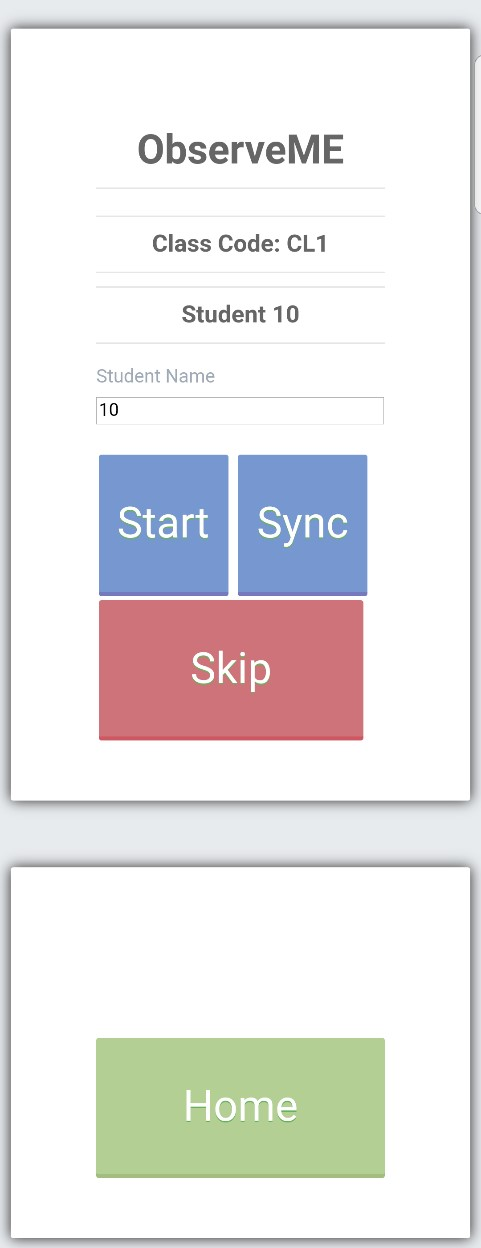 ObserveME
Class Code: CL1
Student 10
Student Name
10
Start Sync
Skip
Home